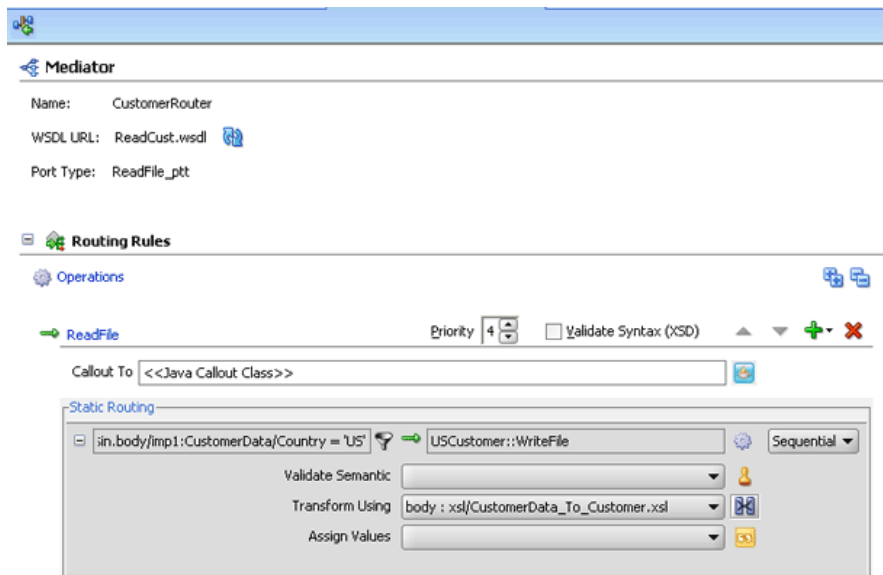 Mediator
Name: CustomerRouter
WSDL URL: ReadCust.wsdl
Port Type: ReadFile_ptt
Routing Rules
Operations
ReadFile Priority 4 Validate Syntax (XSD)
Callout To <<Java Callout Class>>
Static Routing
in.body/imp1:CustomerData/Country = 'US' USCustomer::WriteFile Sequential
Validate Semantic
Transform Using body : xsl/CustomerData_To_Customer.xsl
Assign Values